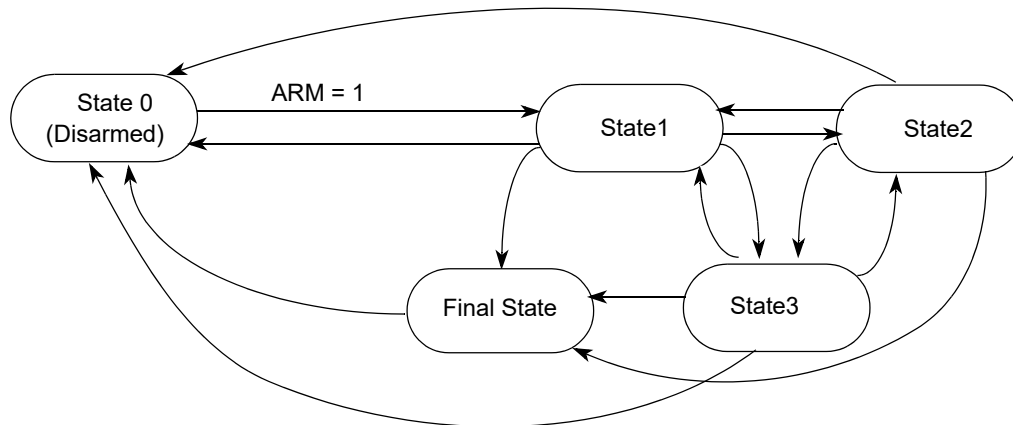 State 0
(Disarmed)
ARM = 1
State1
State2
Final State
State3